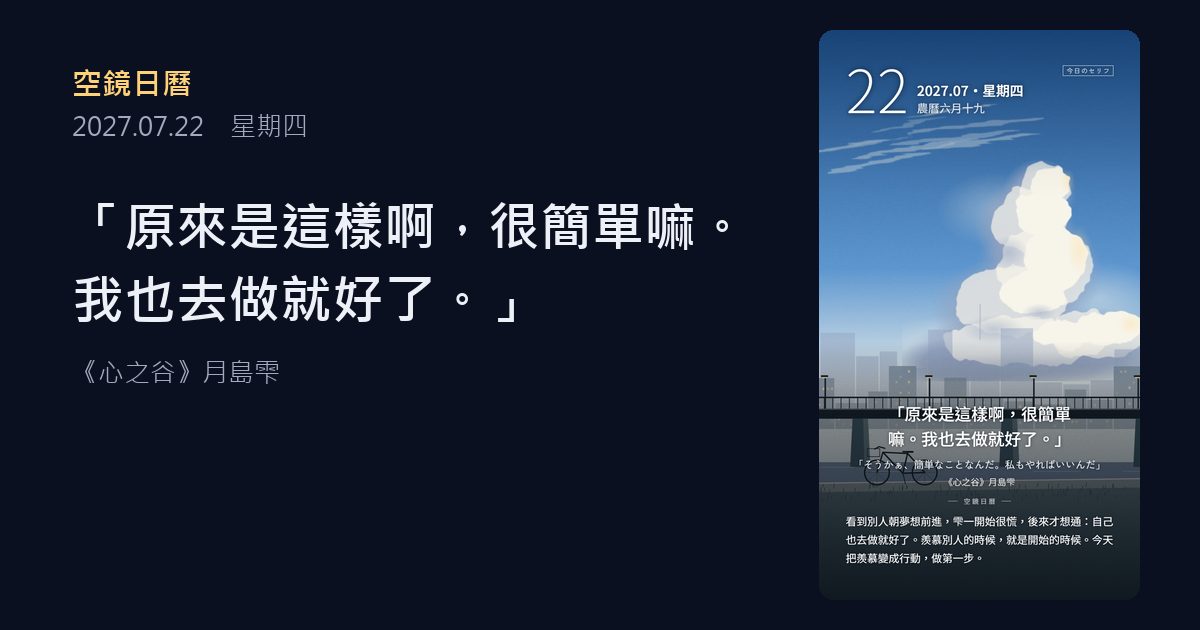 空鏡日曆
2027.07.22　星期四
「原來是這樣啊，很簡單嘛。
我也去做就好了。」
《心之谷》月島雫
22
2027.07・星期四
農曆六月十九
今日のセリフ
「原來是這樣啊，很簡單
嘛。我也去做就好了。」
「そうかぁ、簡単なことなんだ。私もやればいいんだ」
《心之谷》月島雫
空鏡日曆
看到別人朝夢想前進，雫一開始很慌，後來才想通：自己
也去做就好了。羨慕別人的時候，就是開始的時候。今天
把羨慕變成行動，做第一步。